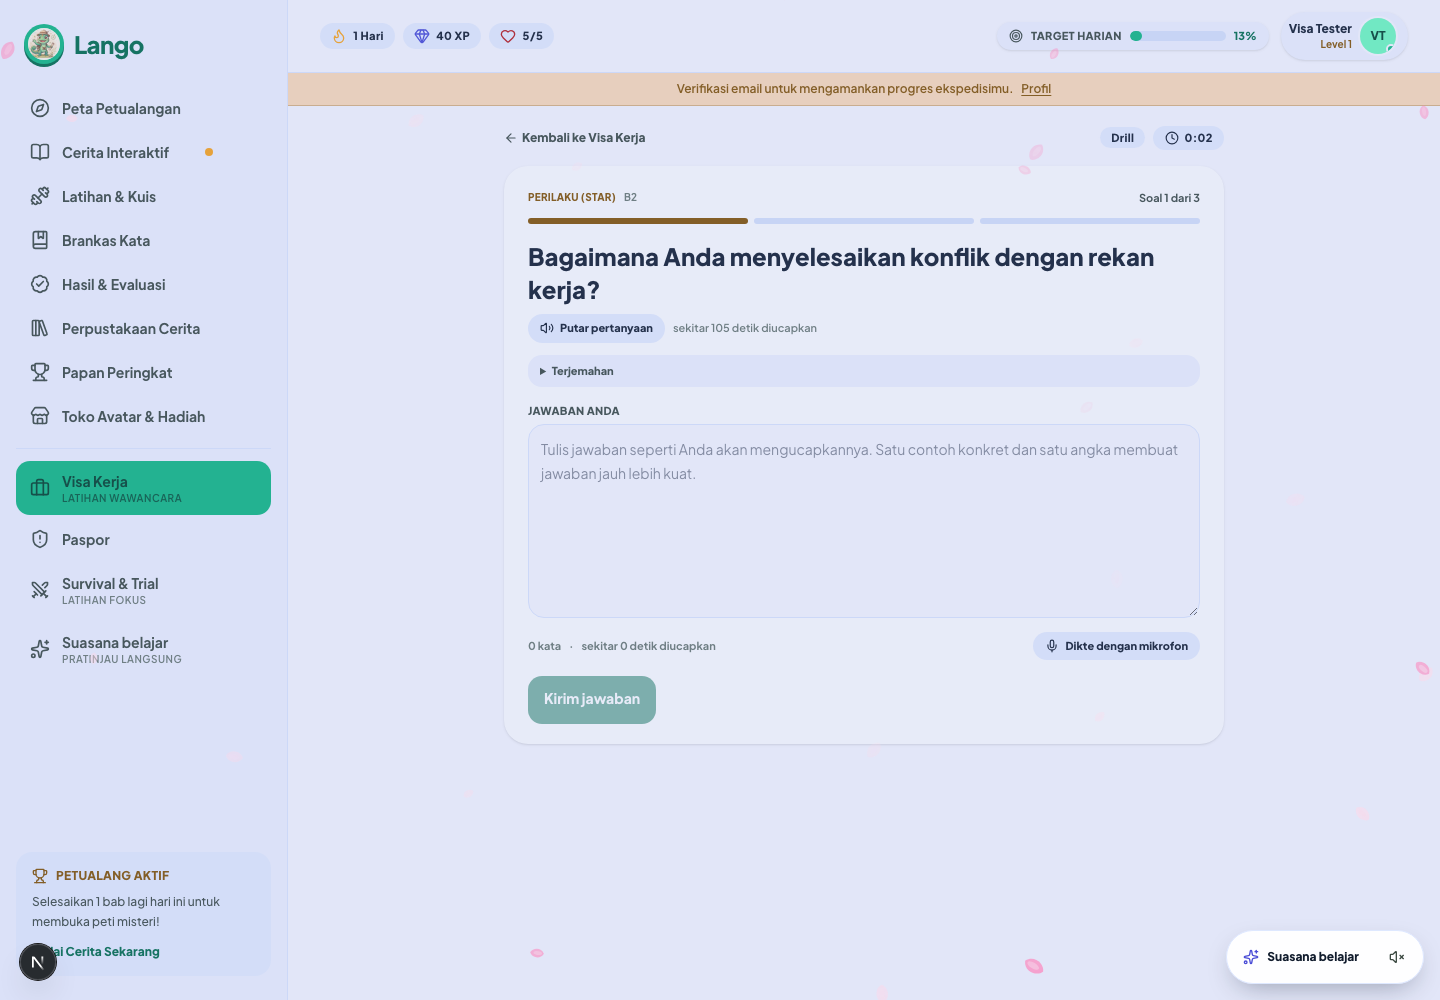 Lango
1 Hari
40 XP
5/5
TARGET HARIAN
13%
Visa Tester
Level 1
VT
Verifikasi email untuk mengamankan progres ekspedisimu. Profil
Peta Petualangan
Cerita Interaktif
Latihan & Kuis
Brankas Kata
Hasil & Evaluasi
Perpustakaan Cerita
Papan Peringkat
Toko Avatar & Hadiah
Visa Kerja
LATIHAN WAWANCARA
Paspor
Survival & Trial
LATIHAN FOKUS
Suasana belajar
PRATINJAU LANGSUNG
PETUALANG AKTIF
Selesaikan 1 bab lagi hari ini untuk
membuka peti misteri!
Cerita Sekarang
N
Kembali ke Visa Kerja
Drill
0:02
PERILAKU (STAR) B2
Soal 1 dari 3
Bagaimana Anda menyelesaikan konflik dengan rekan
kerja?
Putar pertanyaan
sekitar 105 detik diucapkan
Terjemahan
JAWABAN ANDA
Tulis jawaban seperti Anda akan mengucapkannya. Satu contoh konkret dan satu angka membuat
jawaban jauh lebih kuat.
0 kata · sekitar 0 detik diucapkan
Dikte dengan mikrofon
Kirim jawaban
Suasana belajar